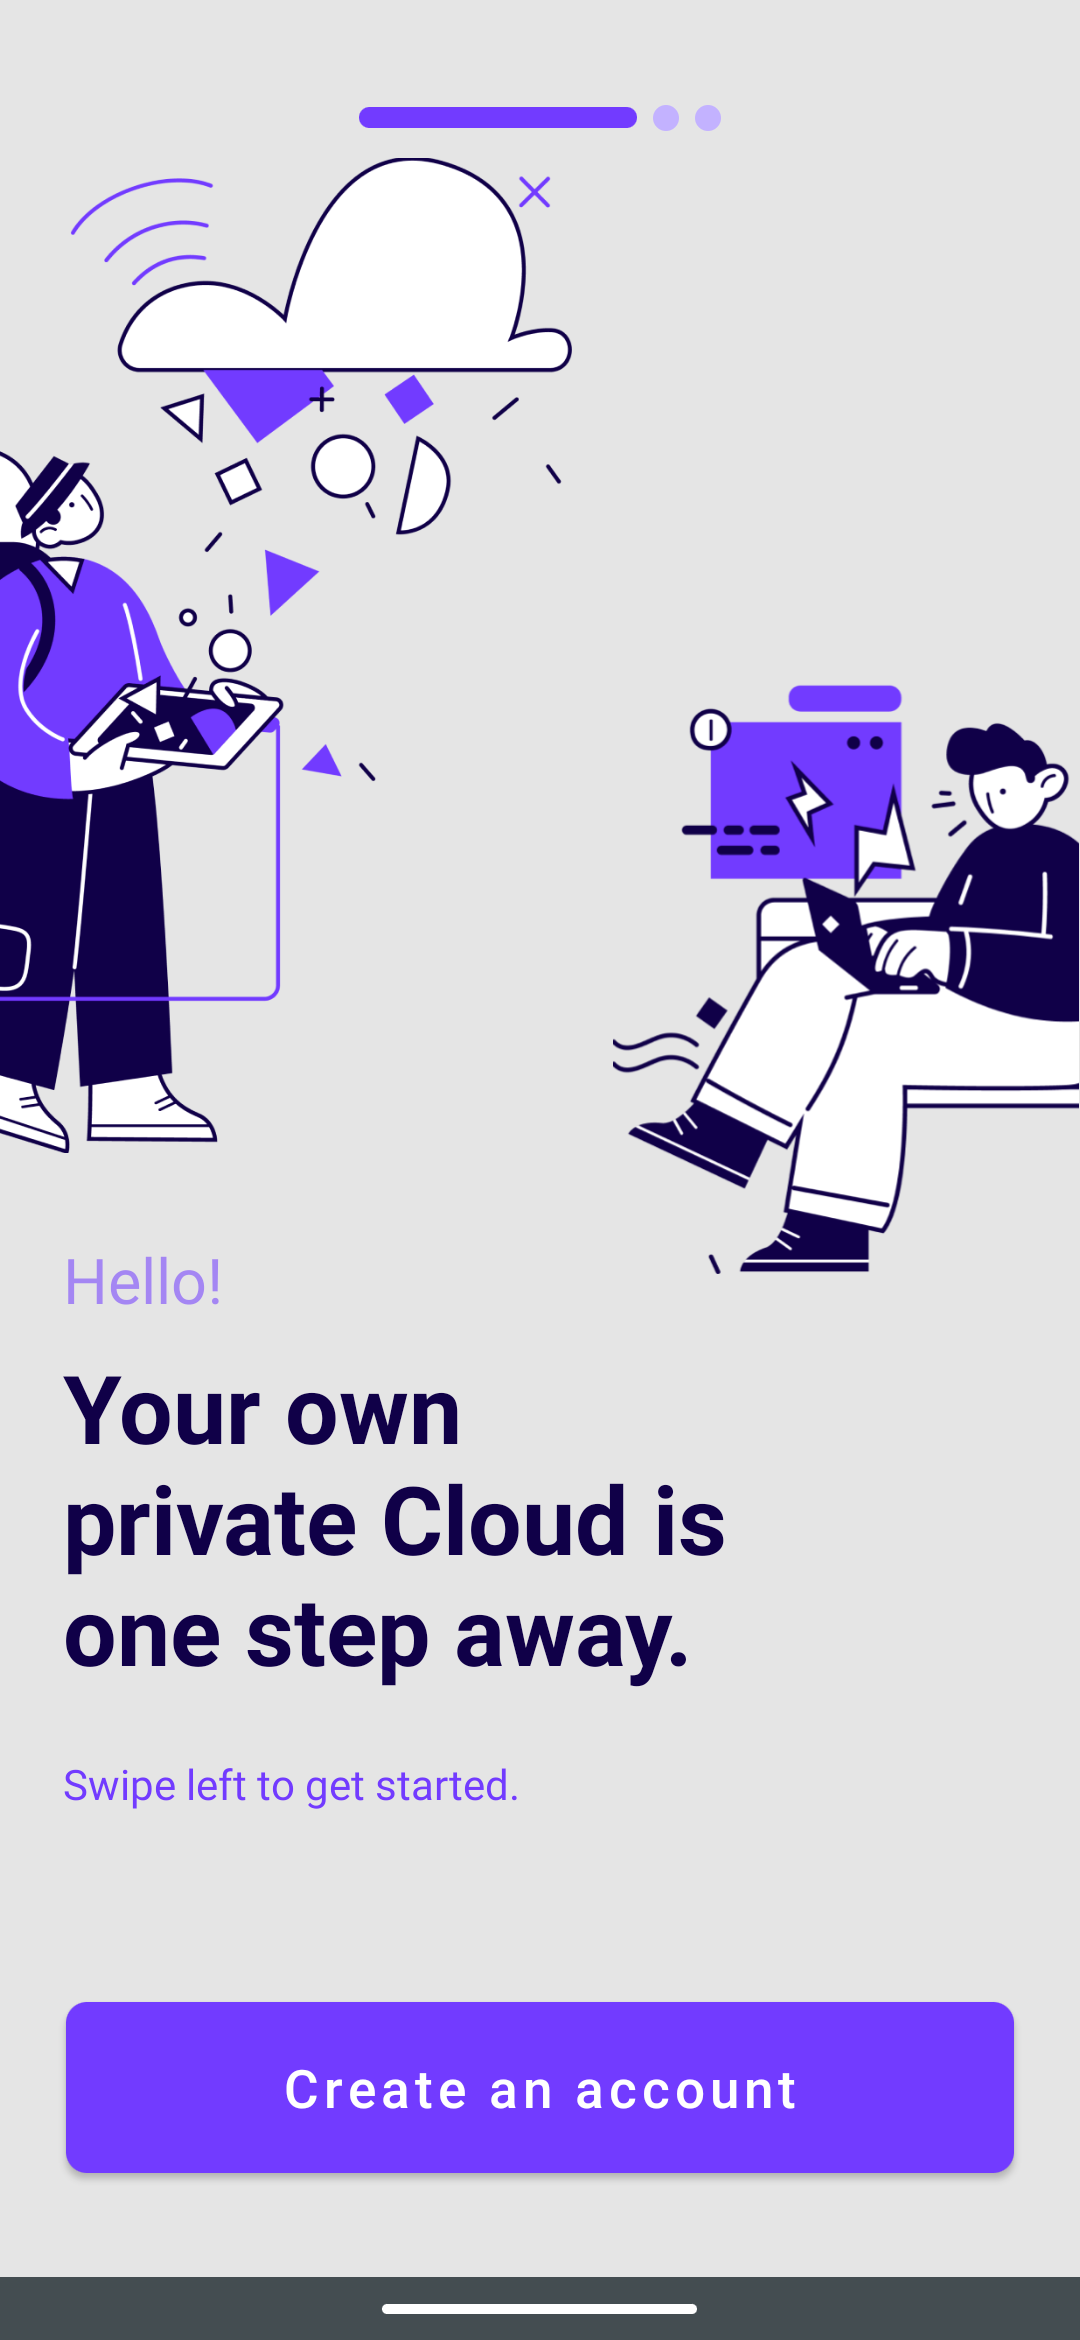 Hello!
Your own
private Cloud is
one step away.
Swipe left to get started.
Create an account